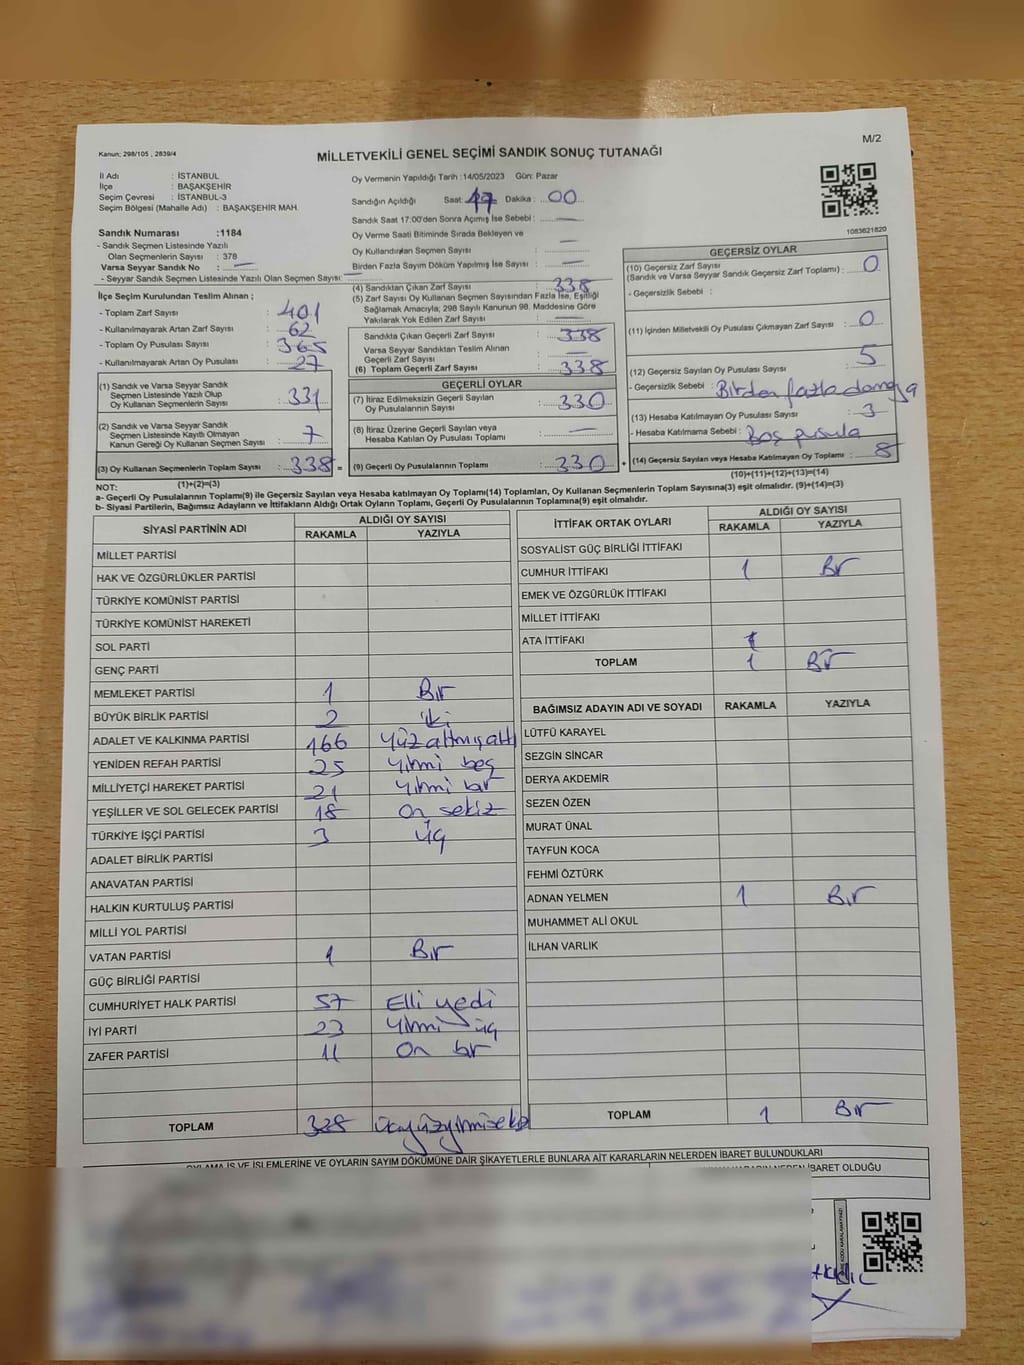 M/2
Kanun: 298/105 , 2839/4
MİLLETVEKİLİ GENEL SEÇİMİ SANDIK SONUÇ TUTANAĞI
İl Adı : İSTANBUL
İlçe : BAŞAKŞEHİR
Seçim Çevresi : İSTANBUL-3
Seçim Bölgesi (Mahalle Adı) : BAŞAKŞEHİR MAH.
Sandık Numarası :1184
- Sandık Seçmen Listesinde Yazılı
Olan Seçmenlerin Sayısı : 378
Varsa Seyyar Sandık No : —
- Seyyar Sandık Seçmen Listesinde Yazılı Olan Seçmen Sayısı: —
Oy Vermenin Yapıldığı Tarih :14/05/2023 Gün: Pazar
Sandığın Açıldığı Saat: 17 Dakika : 00
Sandık Saat 17:00'den Sonra Açımış İse Sebebi : —
Oy Verme Saati Bitiminde Sırada Bekleyen ve
Oy Kullandırılan Seçmen Sayısı : —
Birden Fazla Sayım Döküm Yapılmış İse Sayısı : —
1083621820
İlçe Seçim Kurulundan Teslim Alınan ;
- Toplam Zarf Sayısı : 401
- Kullanılmayarak Artan Zarf Sayısı : 62
- Toplam Oy Pusulası Sayısı : 365
- Kullanılmayarak Artan Oy Pusulası : 27
(1) Sandık ve Varsa Seyyar Sandık
Seçmen Listesinde Yazılı Olup
Oy Kullanan Seçmenlerin Sayısı : 331
(2) Sandık ve Varsa Seyyar Sandık
Seçmen Listesinde Kayıtlı Olmayan
Kanun Gereği Oy Kullanan Seçmen Sayısı : 7
(3) Oy Kullanan Seçmenlerin Toplam Sayısı : 338 =
(1)+(2)=(3)
(4) Sandıktan Çıkan Zarf Sayısı : 338
(5) Zarf Sayısı Oy Kullanan Seçmen Sayısından Fazla İse, Eşitliği
Sağlamak Amacıyla; 298 Sayılı Kanunun 98. Maddesine Göre
Yakılarak Yok Edilen Zarf Sayısı : —
Sandıkta Çıkan Geçerli Zarf Sayısı : 338
Varsa Seyyar Sandıktan Teslim Alınan
Geçerli Zarf Sayısı : —
(6) Toplam Geçerli Zarf Sayısı : 338
GEÇERLİ OYLAR
(7) İtiraz Edilmeksizin Geçerli Sayılan
Oy Pusulalarının Sayısı : 330
(8) İtiraz Üzerine Geçerli Sayılan veya
Hesaba Katılan Oy Pusulası Toplamı : —
(9) Geçerli Oy Pusulalarının Toplamı : 330 +
GEÇERSİZ OYLAR
(10) Geçersiz Zarf Sayısı
(Sandık ve Varsa Seyyar Sandık Geçersiz Zarf Toplamı) : 0
- Geçersizlik Sebebi :
(11) İçinden Milletvekili Oy Pusulası Çıkmayan Zarf Sayısı : 0
(12) Geçersiz Sayılan Oy Pusulası Sayısı : 5
- Geçersizlik Sebebi : Birden fazla damga
(13) Hesaba Katılmayan Oy Pusulası Sayısı : 3
- Hesaba Katılmama Sebebi : Boş pusula
(14) Geçersiz Sayılan veya Hesaba Katılmayan Oy Toplamı : 8
(10)+(11)+(12)+(13)=(14)
NOT:
a- Geçerli Oy Pusulalarının Toplamı(9) ile Geçersiz Sayılan veya Hesaba katılmayan Oy Toplamı(14) Toplamları, Oy Kullanan Seçmenlerin Toplam Sayısına(3) eşit olmalıdır. (9)+(14)=(3)
b- Siyasi Partilerin, Bağımsız Adayların ve İttifakların Aldığı Ortak Oyların Toplamı, Geçerli Oy Pusulalarının Toplamına(9) eşit olmalıdır.
SİYASİ PARTİNİN ADI ALDIĞI OY SAYISI
RAKAMLA YAZIYLA
MİLLET PARTİSİ
HAK VE ÖZGÜRLÜKLER PARTİSİ
TÜRKİYE KOMÜNİST PARTİSİ
TÜRKİYE KOMÜNİST HAREKETİ
SOL PARTİ
GENÇ PARTİ
MEMLEKET PARTİSİ 1 Bir
BÜYÜK BİRLİK PARTİSİ 2 iki
ADALET VE KALKINMA PARTİSİ 166 Yüz altmış altı
YENİDEN REFAH PARTİSİ 25 Yirmi beş
MİLLİYETÇİ HAREKET PARTİSİ 21 Yirmi bir
YEŞİLLER VE SOL GELECEK PARTİSİ 18 On sekiz
TÜRKİYE İŞÇİ PARTİSİ 3 üç
ADALET BİRLİK PARTİSİ
ANAVATAN PARTİSİ
HALKIN KURTULUŞ PARTİSİ
MİLLİ YOL PARTİSİ
VATAN PARTİSİ 1 Bir
GÜÇ BİRLİĞİ PARTİSİ
CUMHURİYET HALK PARTİSİ 57 Elli yedi
İYİ PARTİ 23 Yirmi üç
ZAFER PARTİSİ 11 On bir
TOPLAM 328
İTTİFAK ORTAK OYLARI ALDIĞI OY SAYISI
RAKAMLA YAZIYLA
SOSYALİST GÜÇ BİRLİĞİ İTTİFAKI
CUMHUR İTTİFAKI 1 Bir
EMEK VE ÖZGÜRLÜK İTTİFAKI
MİLLET İTTİFAKI
ATA İTTİFAKI
TOPLAM 1 Bir
BAĞIMSIZ ADAYIN ADI VE SOYADI RAKAMLA YAZIYLA
LÜTFÜ KARAYEL
SEZGİN SİNCAR
DERYA AKDEMİR
SEZEN ÖZEN
MURAT ÜNAL
TAYFUN KOCA
FEHMİ ÖZTÜRK
ADNAN YELMEN 1 Bir
MUHAMMET ALİ OKUL
İLHAN VARLIK
TOPLAM 1 Bir
OYLAMA İŞ VE İŞLEMLERİNE VE OYLARIN SAYIM DÖKÜMÜNE DAİR ŞİKAYETLERLE BUNLARA AİT KARARLARIN NELERDEN İBARET BULUNDUKLARI
İBARET OLDUĞU